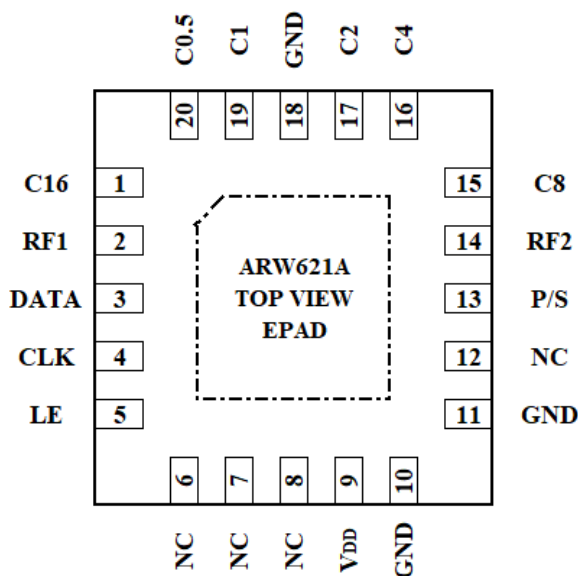 C0.5 C1 GND C2 C4
20 19 18 17 16
C16 1 15 C8
RF1 2 14 RF2
DATA 3 13 P/S
CLK 4 12 NC
LE 5 11 GND
ARW621A
TOP VIEW
EPAD
6 7 8 9 10
NC NC NC VDD GND